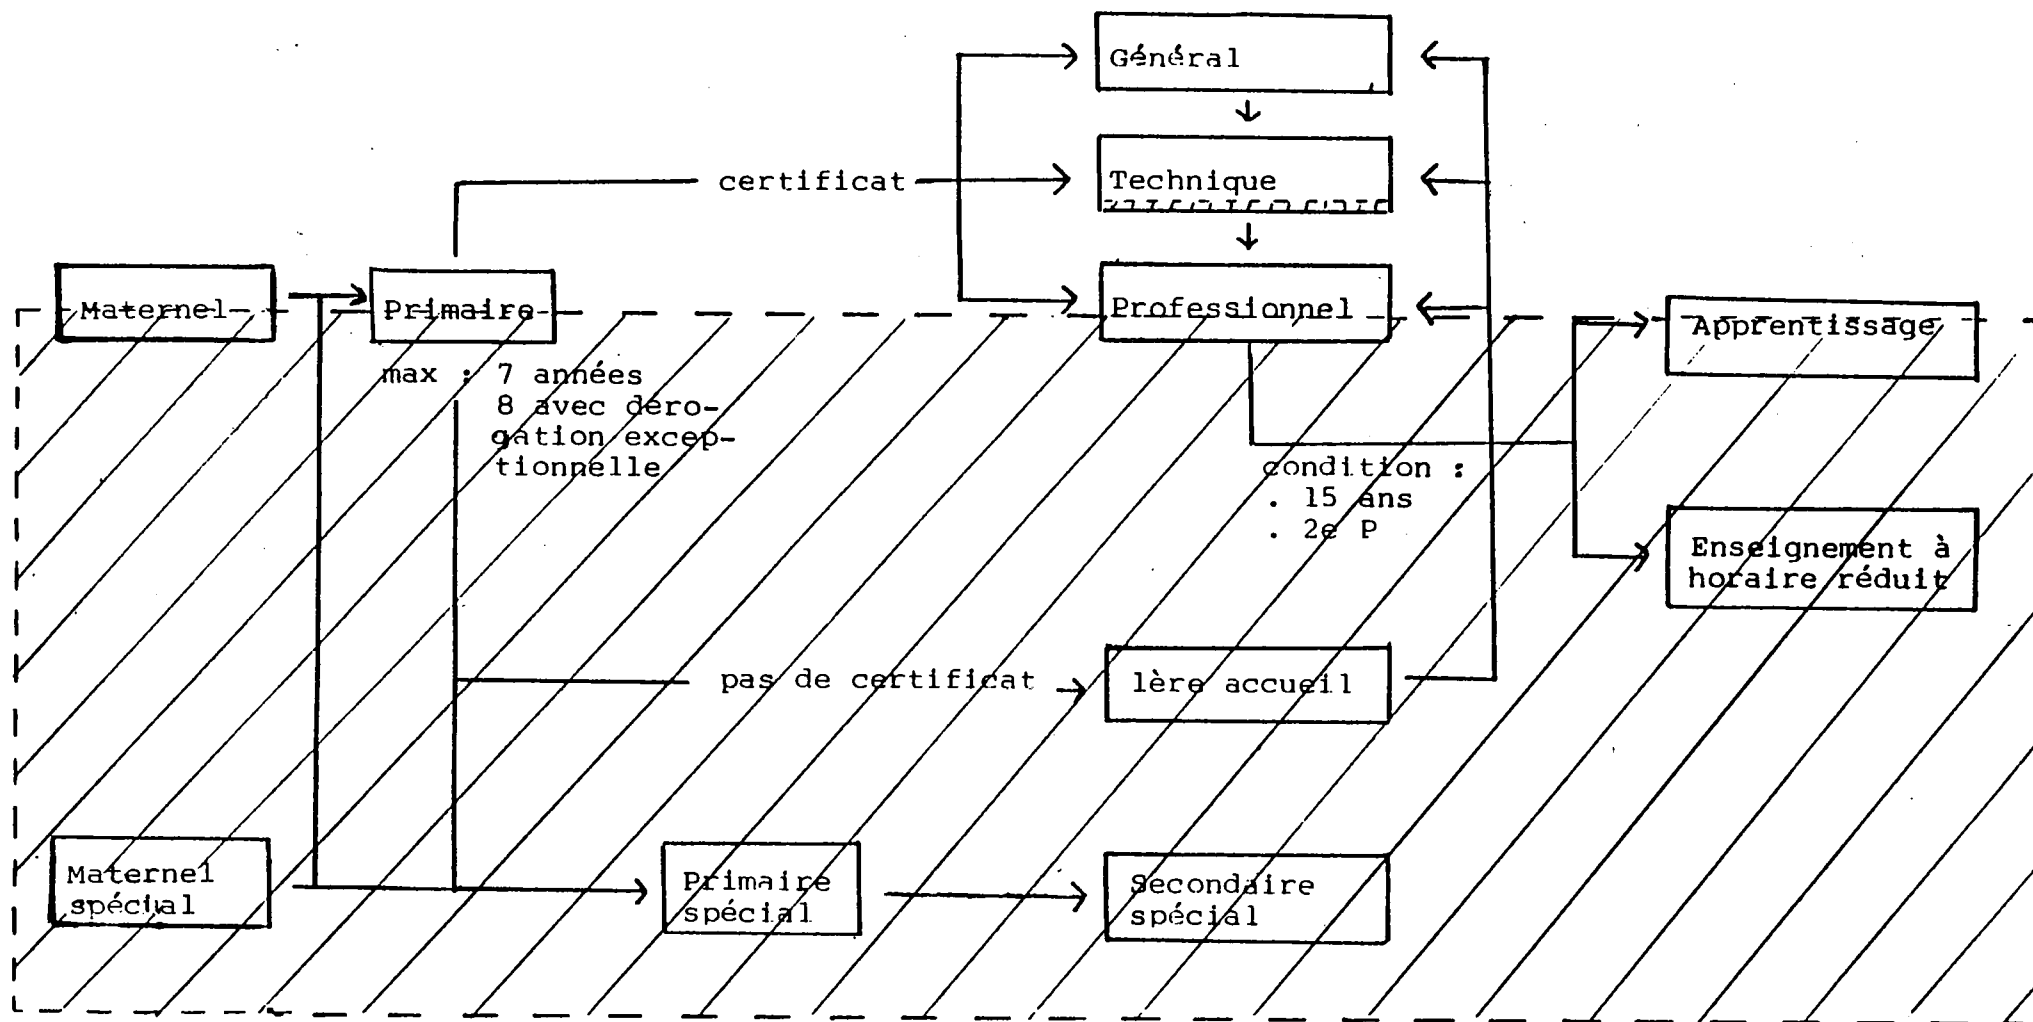 Général
certificat
Technique
Maternel
Primaire
Professionnel
Apprentissage
max : 7 années
8 avec déro-
gation excep-
tionnelle
condition :
. 15 ans
. 2e P
Enseignement à
horaire réduit
pas de certificat
1ère accueil
Maternel
spécial
Primaire
spécial
Secondaire
spécial